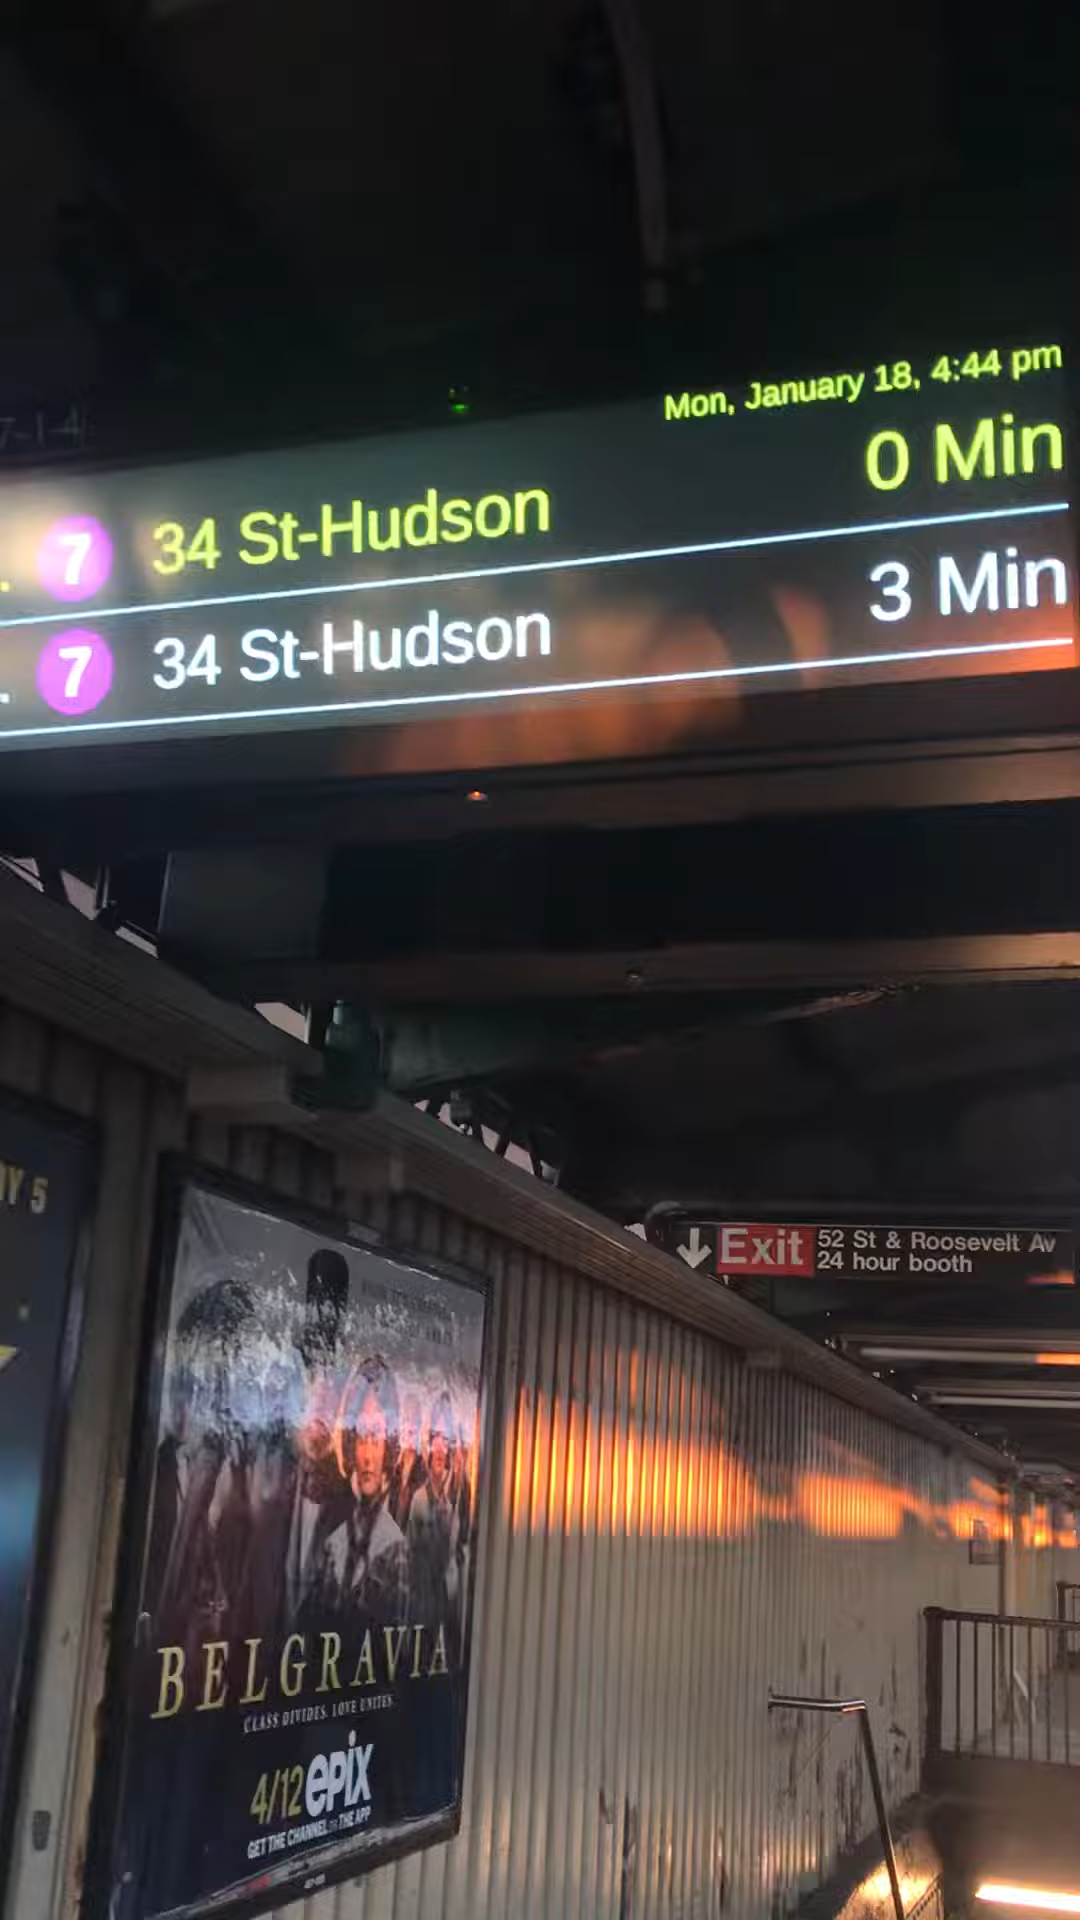 Mon, January 18, 4:44 pm
7 34 St-Hudson 0 Min
7 34 St-Hudson 3 Min
Exit 52 St & Roosevelt Av
24 hour booth
5
BELGRAVIA
CLASS DIVIDES. LOVE UNITES.
4/12 epix
GET THE CHANNEL OR THE APP